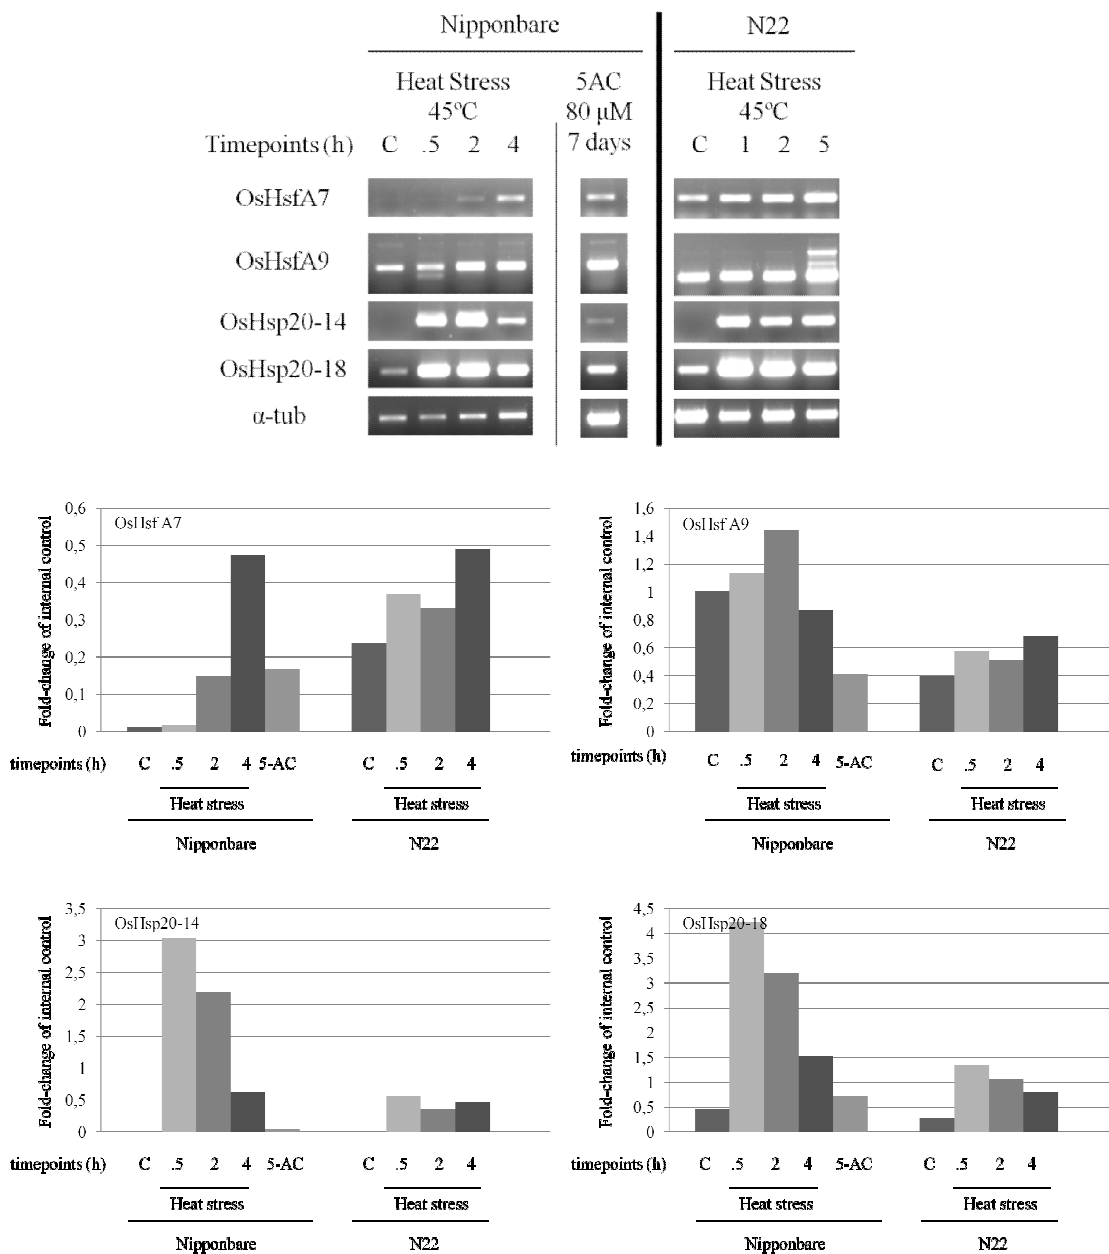 Nipponbare N22
Heat Stress 5AC Heat Stress
45ºC 80 μM 45ºC
Timepoints (h) C .5 2 4 7 days C 1 2 5
OsHsfA7
OsHsfA9
OsHsp20-14
OsHsp20-18
α-tub
OsHsf A7
Fold-change of internal control
0,6
0,5
0,4
0,3
0,2
0,1
0
timepoints (h) C .5 2 4 5-AC C .5 2 4
Heat stress Heat stress
Nipponbare N22
OsHsf A9
Fold-change of internal control
1,6
1,4
1,2
1
0,8
0,6
0,4
0,2
0
timepoints (h) C .5 2 4 5-AC C .5 2 4
Heat stress Heat stress
Nipponbare N22
OsHsp20-14
Fold-change of internal control
3,5
3
2,5
2
1,5
1
0,5
0
timepoints (h) C .5 2 4 5-AC C .5 2 4
Heat stress Heat stress
Nipponbare N22
OsHsp20-18
Fold-change of internal control
4,5
4
3,5
3
2,5
2
1,5
1
0,5
0
timepoints (h) C .5 2 4 5-AC C .5 2 4
Heat stress Heat stress
Nipponbare N22